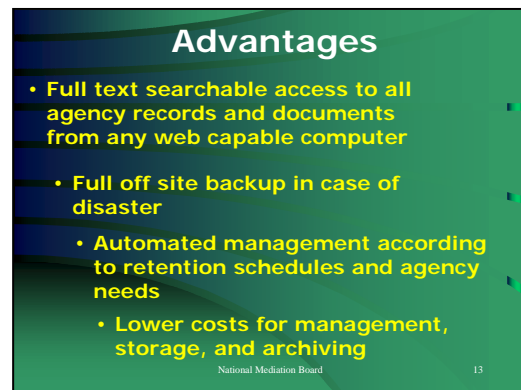 Advantages
• Full text searchable access to all
agency records and documents
from any web capable computer
• Full off site backup in case of
disaster
• Automated management according
to retention schedules and agency
needs
• Lower costs for management,
storage, and archiving
National Mediation Board 13